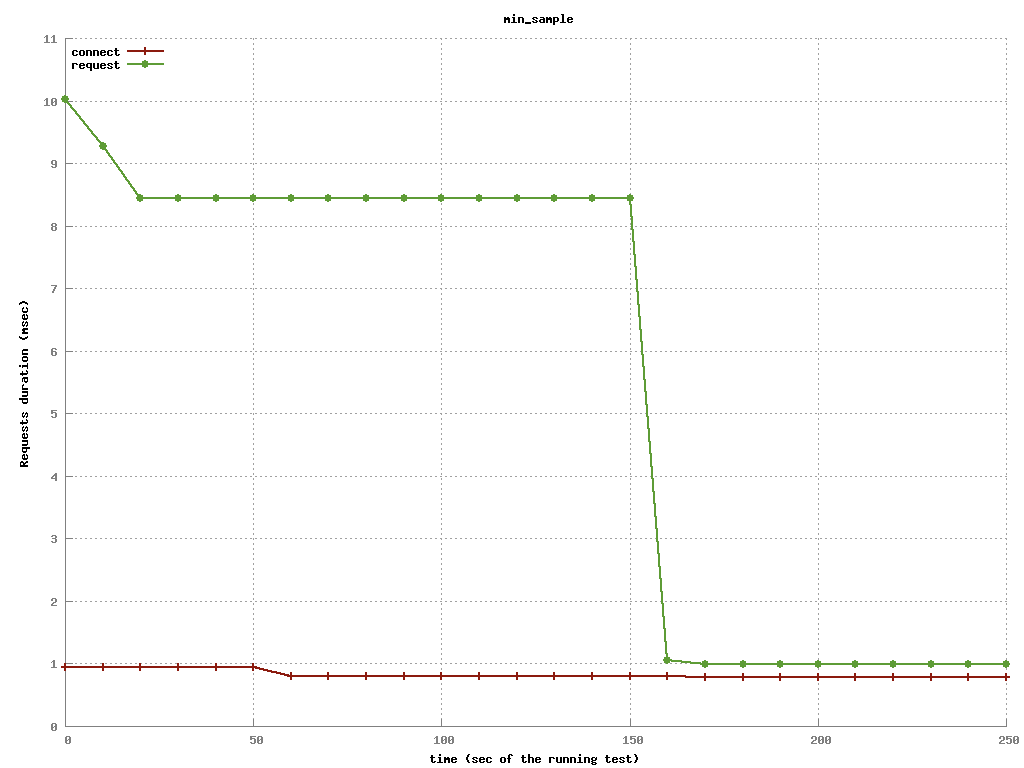 min_sample
connect
request
11
10
9
8
7
6
5
4
3
2
1
0
Requests duration (msec)
0 50 100 150 200 250
time (sec of the running test)